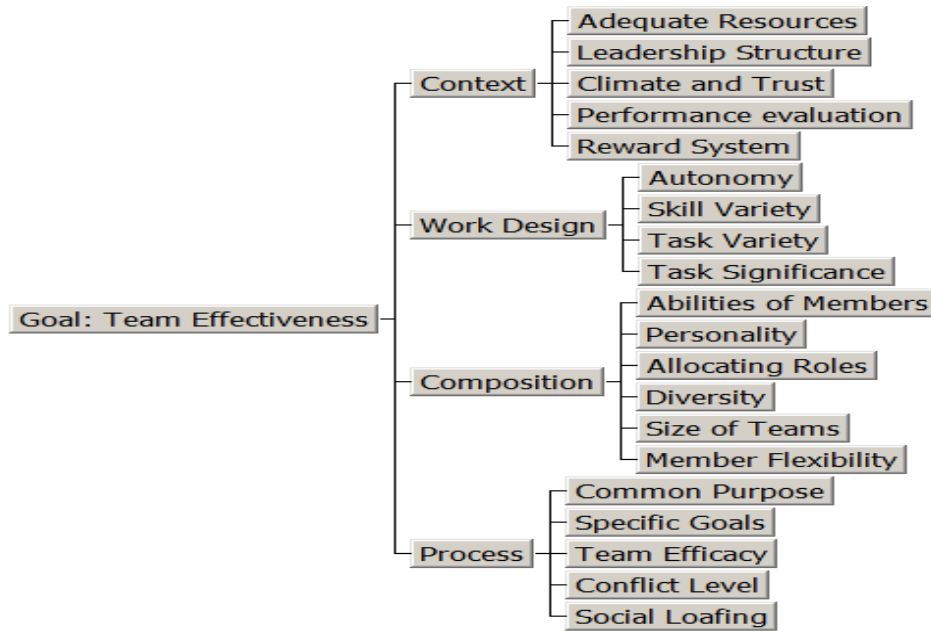 Adequate Resources
Leadership Structure
Context
Climate and Trust
Performance evaluation
Reward System
Autonomy
Skill Variety
Work Design
Task Variety
Task Significance
Goal: Team Effectiveness
Abilities of Members
Personality
Allocating Roles
Composition
Diversity
Size of Teams
Member Flexibility
Common Purpose
Specific Goals
Process
Team Efficacy
Conflict Level
Social Loafing